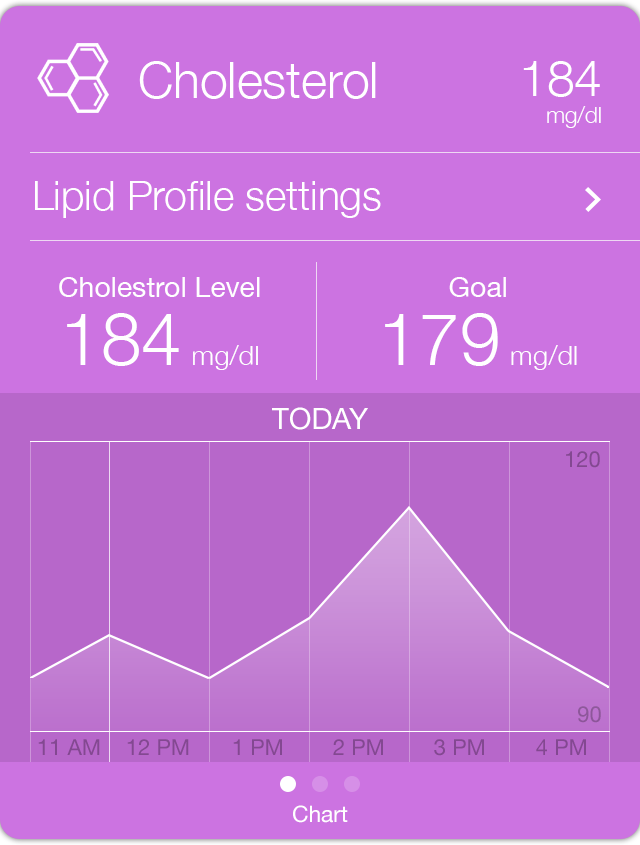 Cholesterol
184
mg/dl
Lipid Profile settings
Cholestrol Level
184 mg/dl
Goal
179 mg/dl
TODAY
120
90
11 AM 12 PM 1 PM 2 PM 3 PM 4 PM
Chart